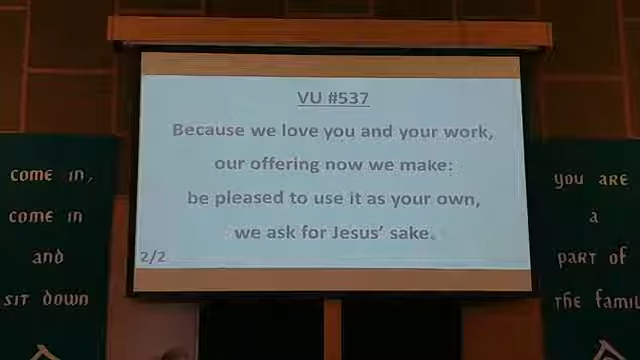 VU #537
Because we love you and your work,
our offering now we make:
be pleased to use it as your own,
we ask for Jesus' sake.
2/2
come in,
come in
and
sit down
you are
a
part of
the famil